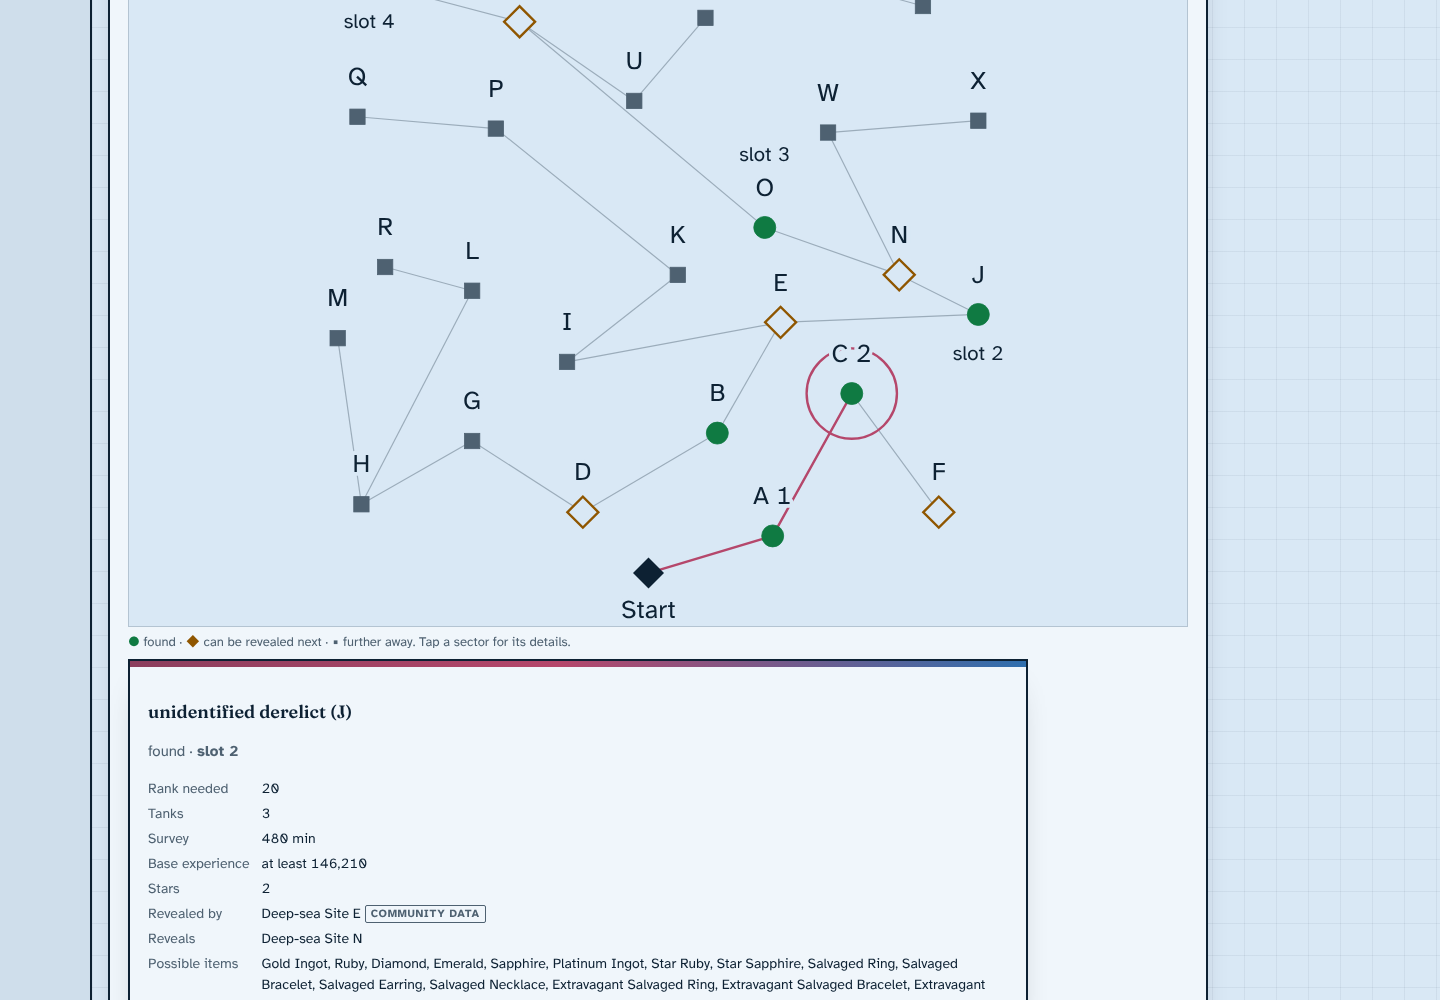 slot 4
U
Q
P
W
X
slot 3
O
R
L
K
N
E
J
M
I
C 2
slot 2
G
B
H
D
F
A 1
Start
found · can be revealed next · further away. Tap a sector for its details.
unidentified derelict (J)
found · slot 2
Rank needed 20
Tanks 3
Survey 480 min
Base experience at least 146,210
Stars 2
Revealed by Deep-sea Site E COMMUNITY DATA
Reveals Deep-sea Site N
Possible items Gold Ingot, Ruby, Diamond, Emerald, Sapphire, Platinum Ingot, Star Ruby, Star Sapphire, Salvaged Ring, Salvaged
Bracelet, Salvaged Earring, Salvaged Necklace, Extravagant Salvaged Ring, Extravagant Salvaged Bracelet, Extravagant